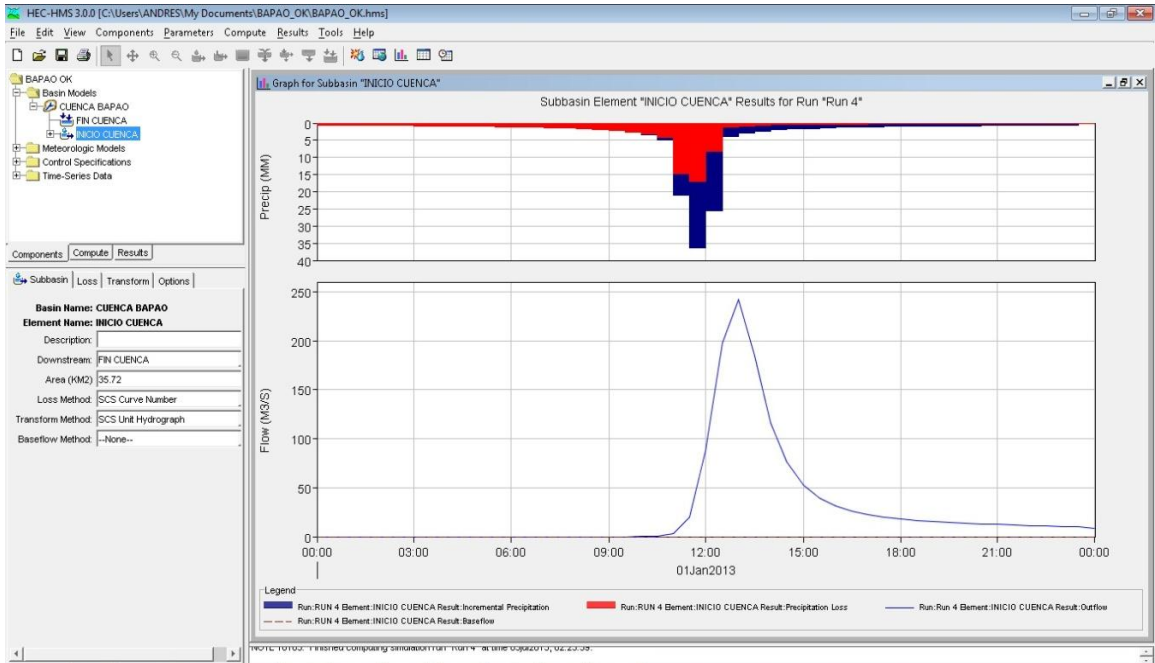 HEC-HMS 3.0.0 [C:\Users\ANDRES\My Documents\BAPAO_OK\BAPAO_OK.hms]
File Edit View Components Parameters Compute Results Tools Help
BAPAO OK
Basin Models
CUENCA BAPAO
FIN CUENCA
INICIO CUENCA
Meteorologic Models
Control Specifications
Time-Series Data
Components Compute Results
Subbasin Loss Transform Options
Basin Name: CUENCA BAPAO
Element Name: INICIO CUENCA
Description:
Downstream: FIN CUENCA
Area (KM2) 35.72
Loss Method: SCS Curve Number
Transform Method: SCS Unit Hydrograph
Baseflow Method: --None--
Graph for Subbasin "INICIO CUENCA"
Subbasin Element "INICIO CUENCA" Results for Run "Run 4"
Precip (MM)
0
5
10
15
20
25
30
35
40
Flow (M3/S)
250
200
150
100
50
0
00:00 03:00 06:00 09:00 12:00 15:00 18:00 21:00 00:00
01Jan2013
Legend
Run:RUN 4 Element:INICIO CUENCA Result:Incremental Precipitation Run:RUN 4 Element:INICIO CUENCA Result:Precipitation Loss Run:Run 4 Element:INICIO CUENCA Result:Outflow
Run:RUN 4 Element:INICIO CUENCA Result:Baseflow
Finished computing simulation run "Run 4" at time